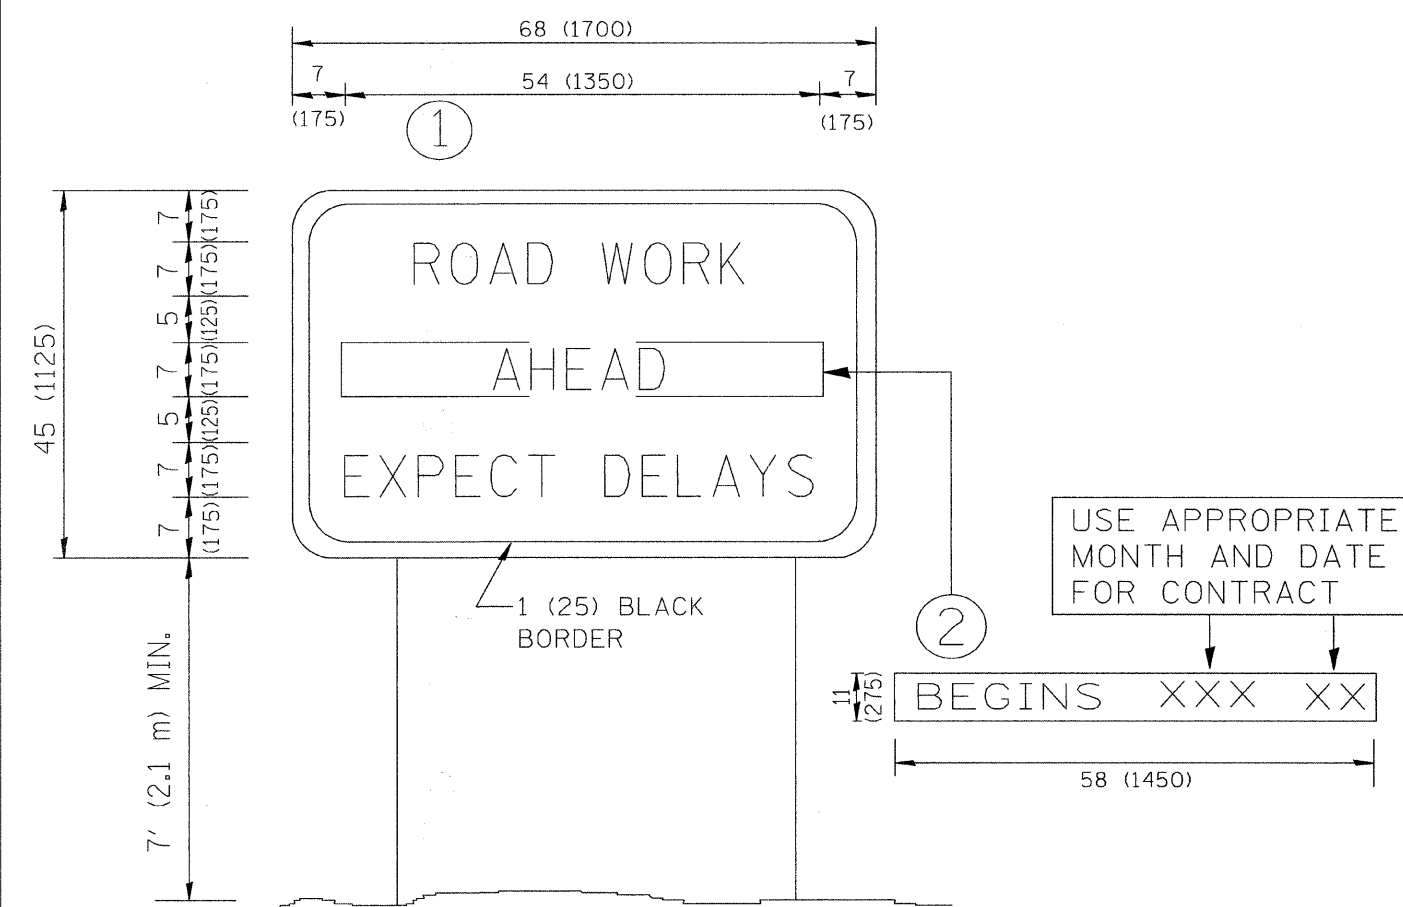 68 (1700)
7
54 (1350)
7
(175)
(175)
1
7
(175)
7
(175)
5
(125)
7
(175)
5
(125)
7
(175)
7
(175)
45 (1125)
ROAD WORK
AHEAD
EXPECT DELAYS
1 (25) BLACK
BORDER
7' (2.1 m) MIN.
2
USE APPROPRIATE
MONTH AND DATE
FOR CONTRACT
11
(275)
BEGINS XXX XX
58 (1450)